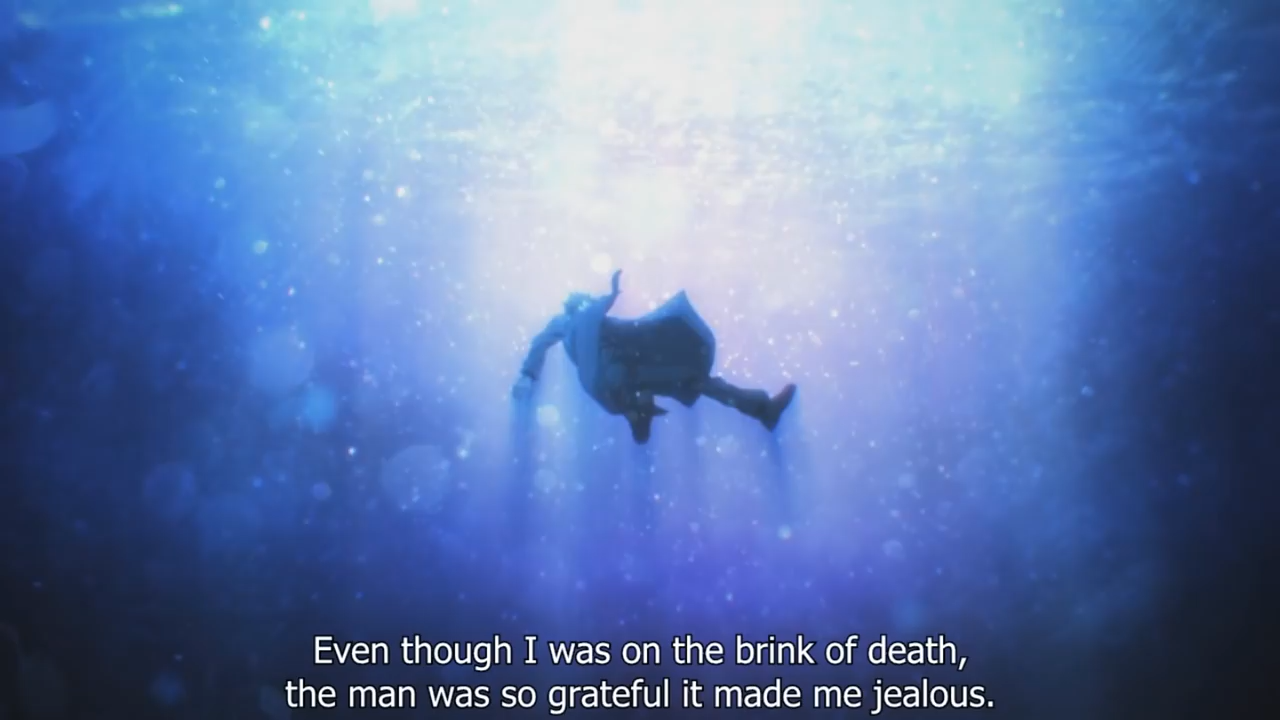 Even though I was on the brink of death,
the man was so grateful it made me jealous.